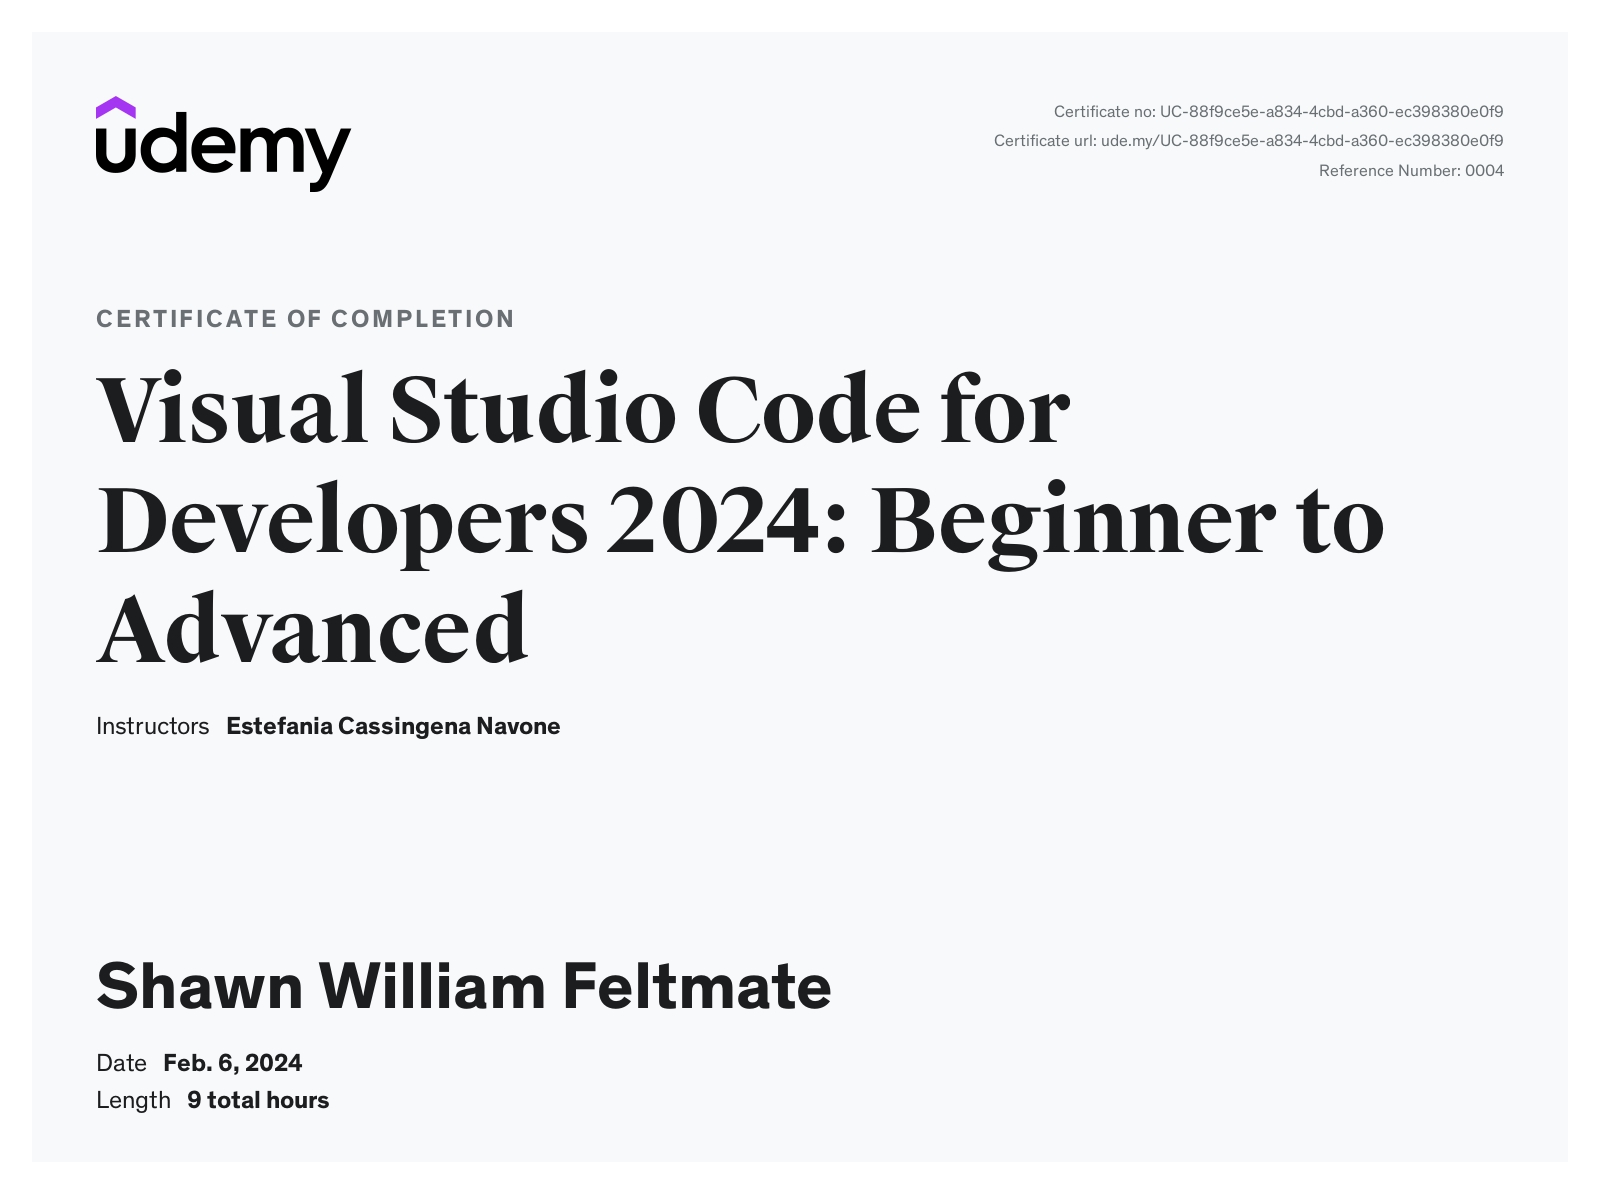 udemy
Certificate no: UC-88f9ce5e-a834-4cbd-a360-ec398380e0f9
Certificate url: ude.my/UC-88f9ce5e-a834-4cbd-a360-ec398380e0f9
Reference Number: 0004
CERTIFICATE OF COMPLETION
Visual Studio Code for
Developers 2024: Beginner to
Advanced
Instructors Estefania Cassingena Navone
Shawn William Feltmate
Date Feb. 6, 2024
Length 9 total hours